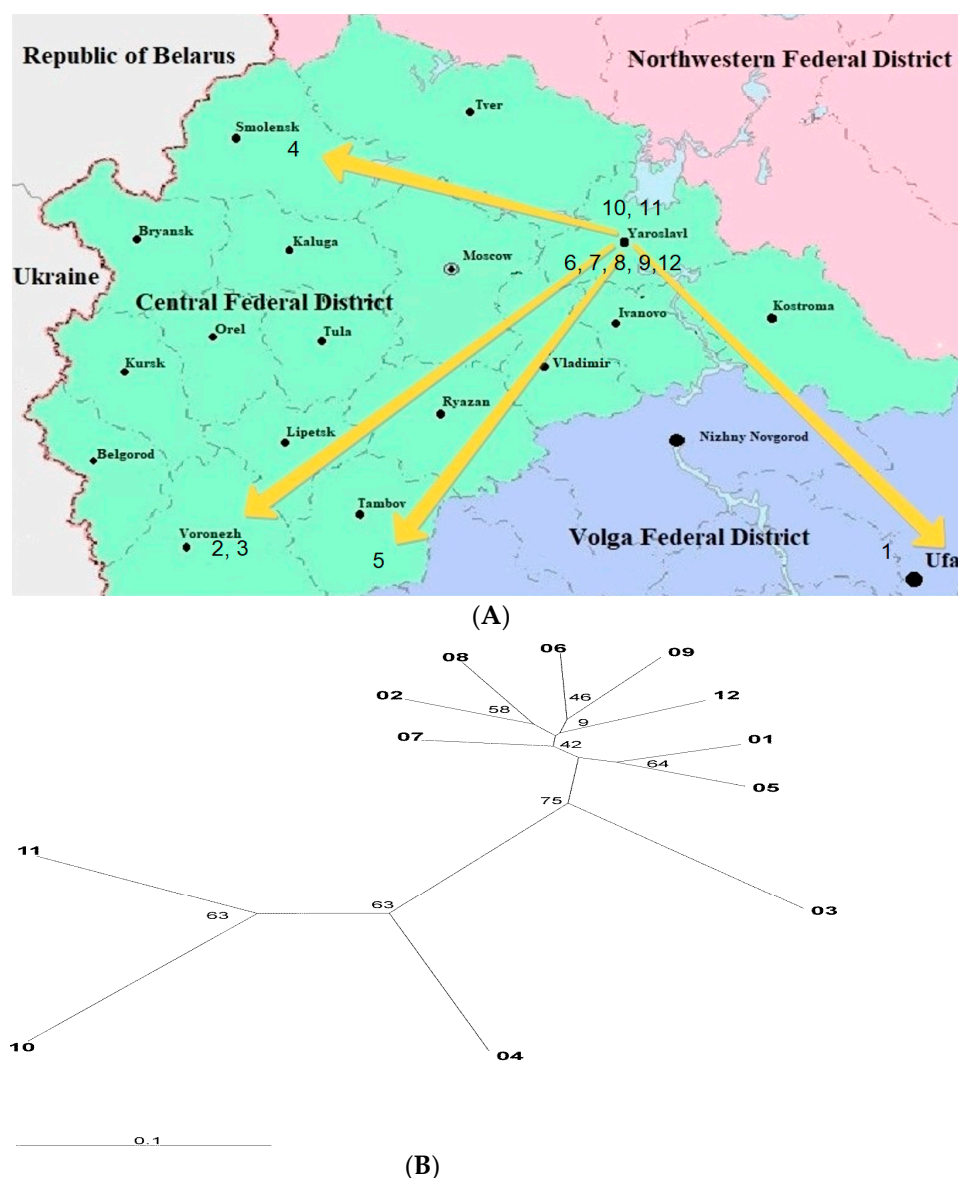 Republic of Belarus
Northwestern Federal District
Tver
Smolensk
4
10, 11
Yaroslavl
Bryansk
Kaluga
Moscow
6, 7, 8, 9,12
Ukraine
Central Federal District
Kostroma
Ivanovo
Orel
Tula
Kursk
Vladimir
Ryazan
Lipetsk
Nizhny Novgorod
Belgorod
Tambov
Voronezh
2, 3
5
Volga Federal District
1
Ufa
(A)
08
06
09
02
58
46
12
9
07
42
01
64
05
75
11
63
63
03
10
04
0.1
(B)